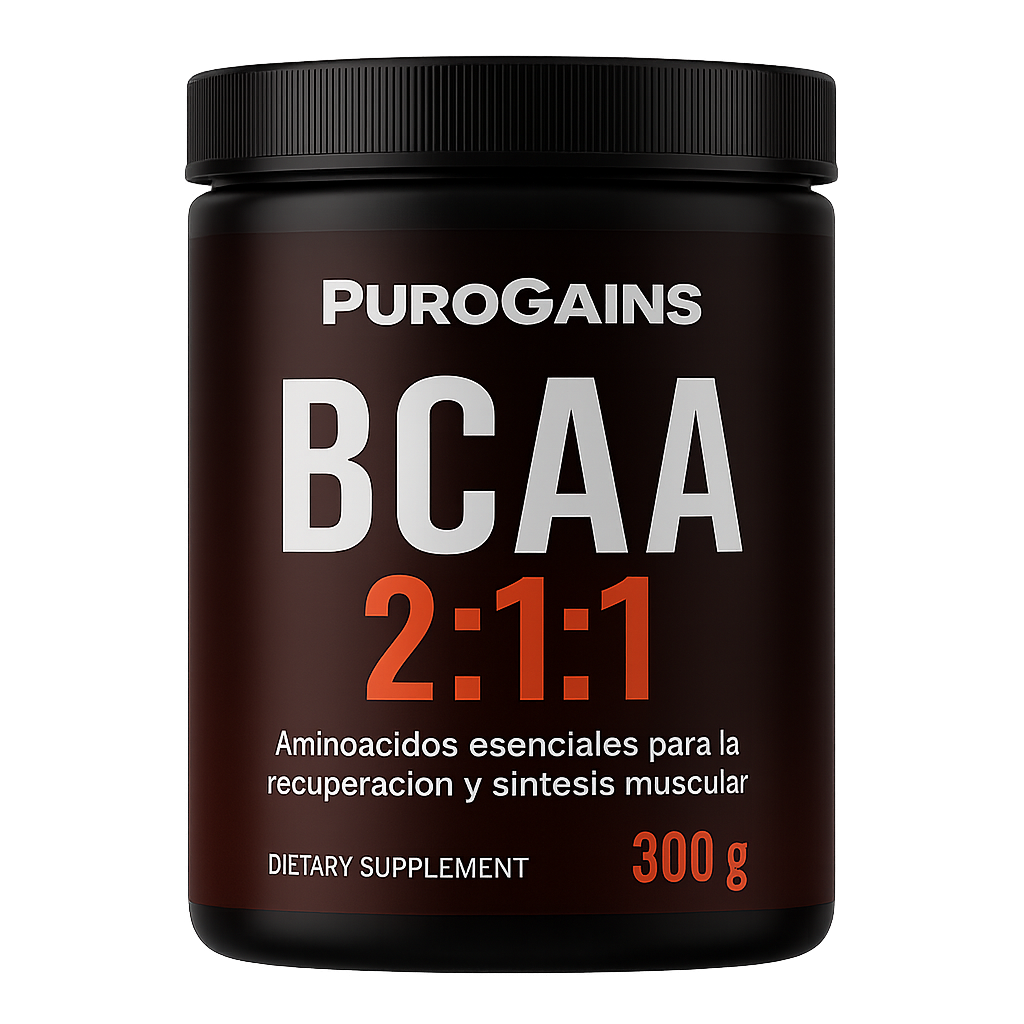 PUROGAINS
BCAA
2:1:1
Aminoacidos esenciales para la
recuperacion y sintesis muscular
DIETARY SUPPLEMENT
300 g